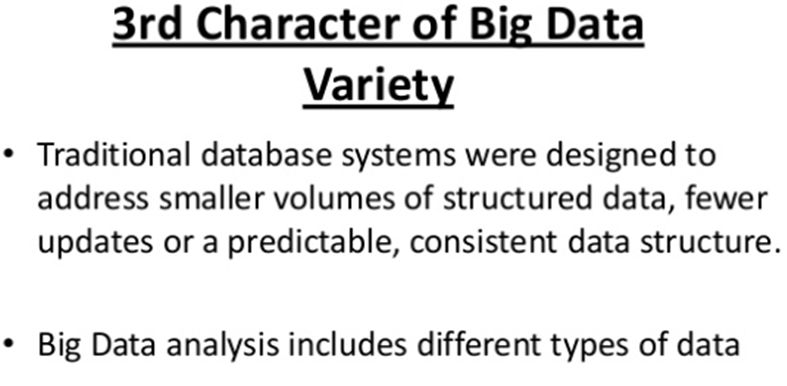 3rd Character of Big Data
Variety
• Traditional database systems were designed to
address smaller volumes of structured data, fewer
updates or a predictable, consistent data structure.
• Big Data analysis includes different types of data